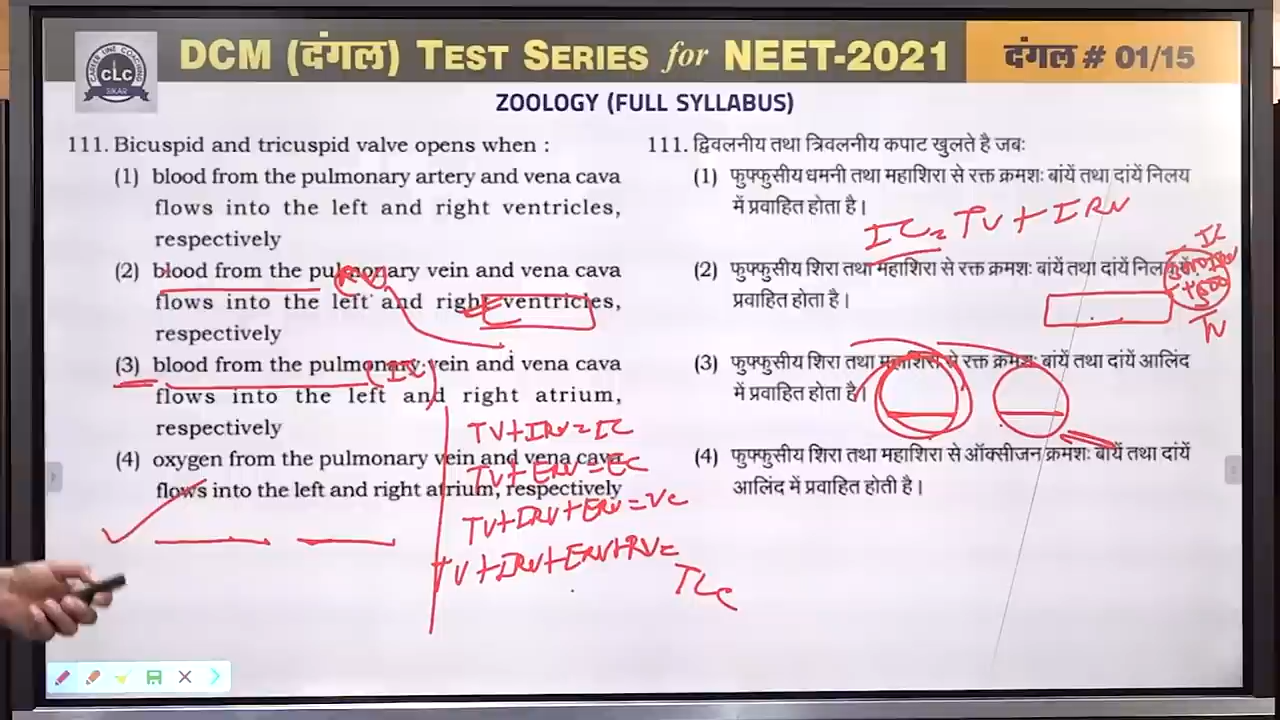 DCM (दंगल) TEST SERIES for NEET-2021
दंगल # 01/15
CLC
SIKAR
ZOOLOGY (FULL SYLLABUS)
111. Bicuspid and tricuspid valve opens when :
(1) blood from the pulmonary artery and vena cava
flows into the left and right ventricles,
respectively
(2) blood from the pulmonary vein and vena cava
flows into the left and right ventricles,
respectively
(3) blood from the pulmonary vein and vena cava
flows into the left and right atrium,
respectively
(4) oxygen from the pulmonary vein and vena cava
flows into the left and right atrium, respectively
111. द्विवलनीय तथा त्रिवलनीय कपाट खुलते है जब:
(1) फुफ्फुसीय धमनी तथा महाशिरा से रक्त क्रमशः बांयें तथा दांयें निलय
में प्रवाहित होता है।
(2) फुफ्फुसीय शिरा तथा महाशिरा से रक्त क्रमशः बांयें तथा दांयें निलय में
प्रवाहित होता है।
(3) फुफ्फुसीय शिरा तथा महाशिरा से रक्त क्रमशः बांयें तथा दांयें आलिंद
में प्रवाहित होता है।
(4) फुफ्फुसीय शिरा तथा महाशिरा से ऑक्सीजन क्रमशः बांयें तथा दांयें
आलिंद में प्रवाहित होती है।
IC = TV + IRV
IC
TV
(IC)
TV+IRV=IC
TV+ERV=EC
TV+IRV+ERV=VC
TV+IRV+ERV+RV=
TLC